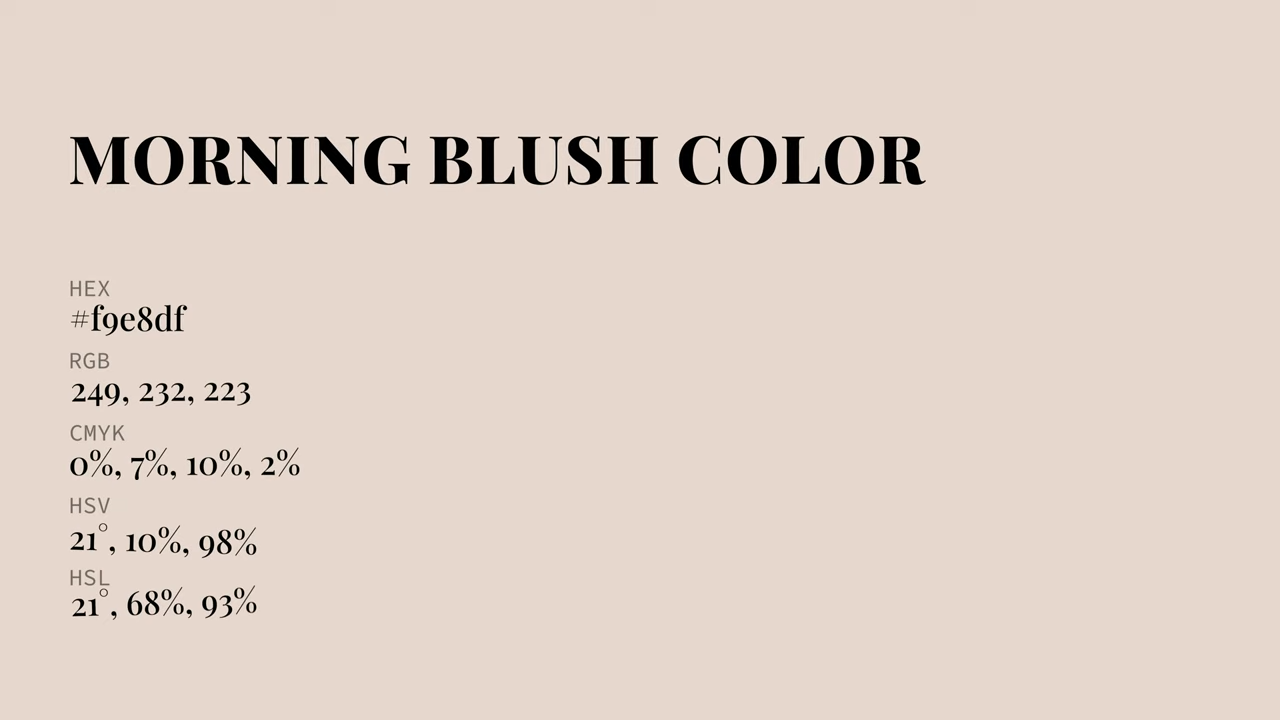 MORNING BLUSH COLOR
HEX
#f9e8df
RGB
249, 232, 223
CMYK
0%, 7%, 10%, 2%
HSV
21°, 10%, 98%
HSL
21°, 68%, 93%